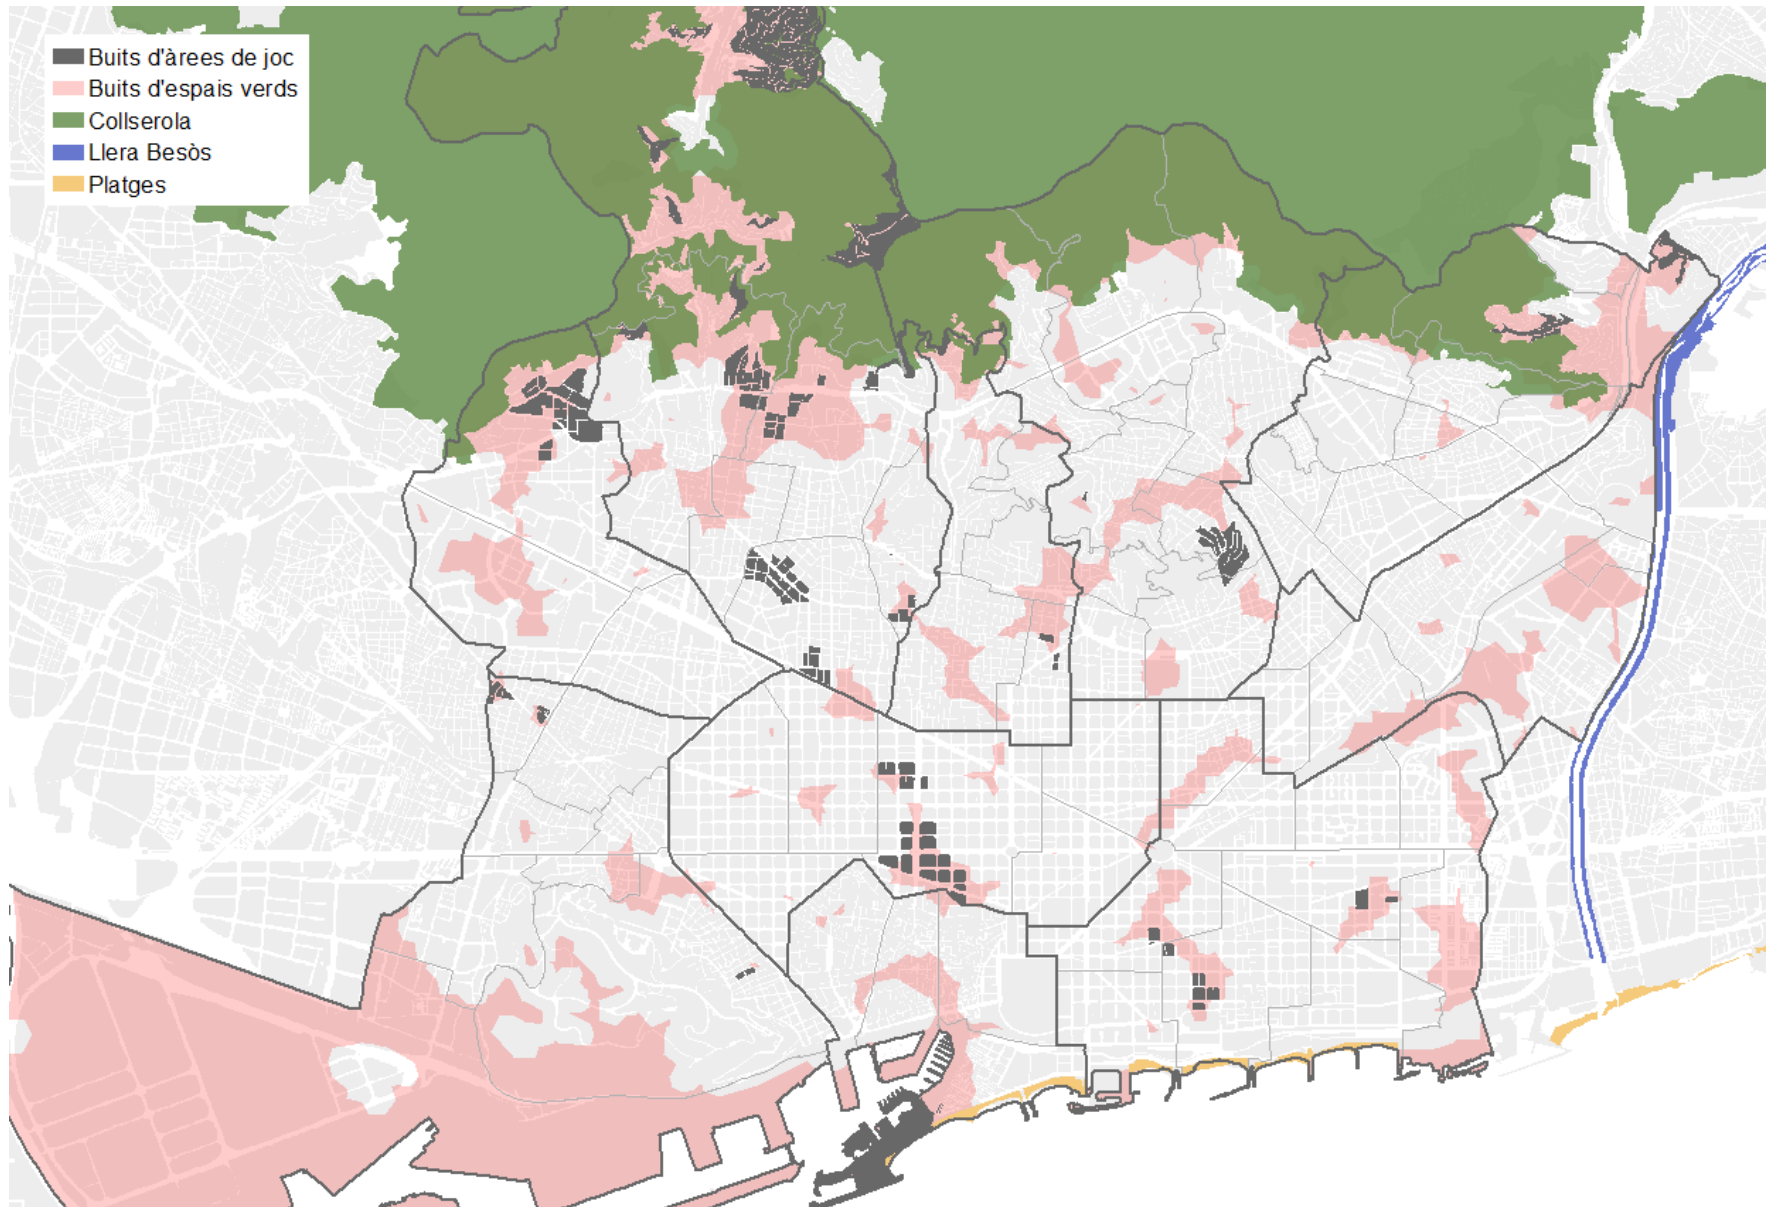 Buits d'àrees de joc
Buits d'espais verds
Collserola
Llera Besòs
Platges